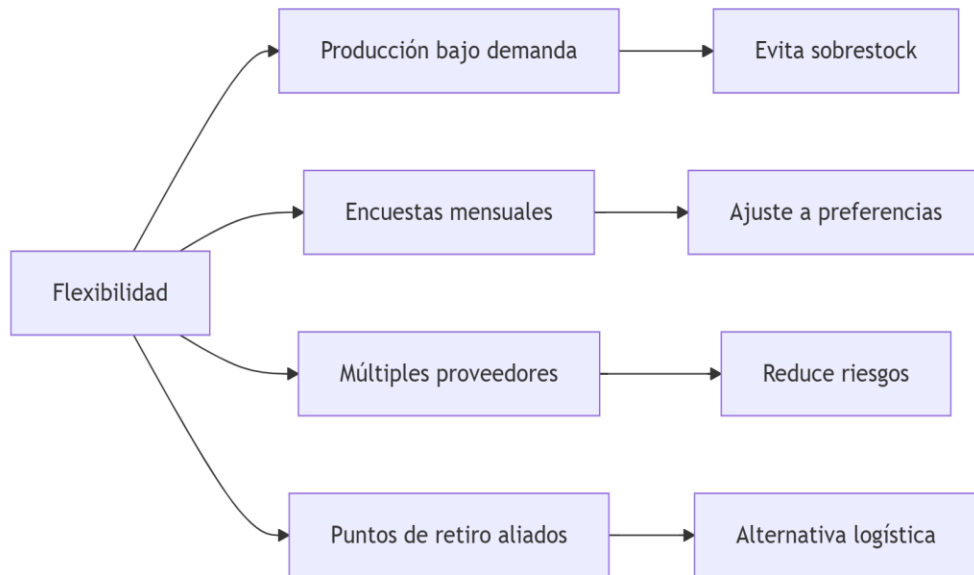 Producción bajo demanda
Evita sobrestock
Encuestas mensuales
Ajuste a preferencias
Flexibilidad
Múltiples proveedores
Reduce riesgos
Puntos de retiro aliados
Alternativa logística